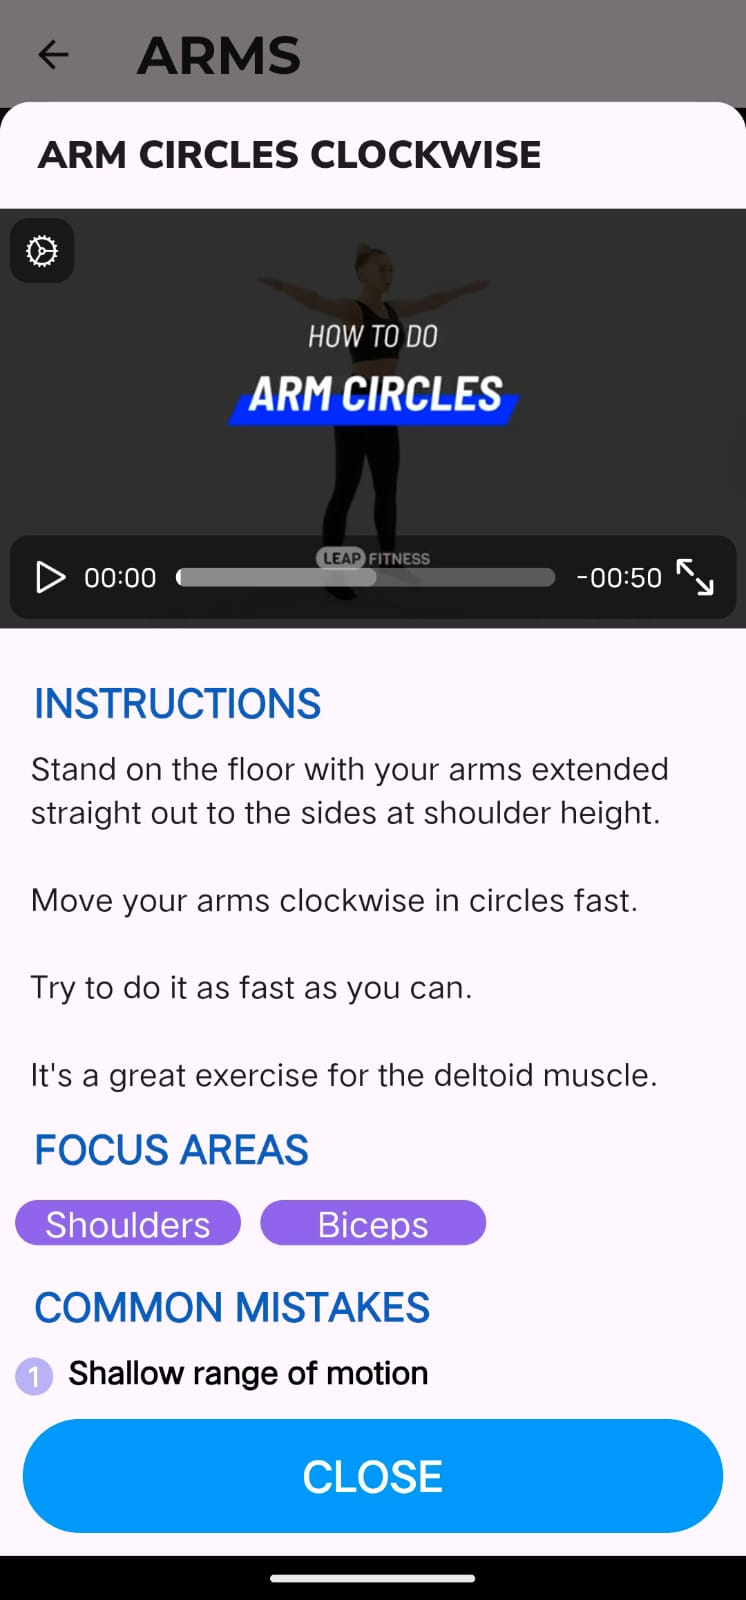 ARMS
ARM CIRCLES CLOCKWISE
HOW TO DO
ARM CIRCLES
LEAP FITNESS
00:00
-00:50
INSTRUCTIONS
Stand on the floor with your arms extended
straight out to the sides at shoulder height.
Move your arms clockwise in circles fast.
Try to do it as fast as you can.
It's a great exercise for the deltoid muscle.
FOCUS AREAS
Shoulders
Biceps
COMMON MISTAKES
1 Shallow range of motion
CLOSE